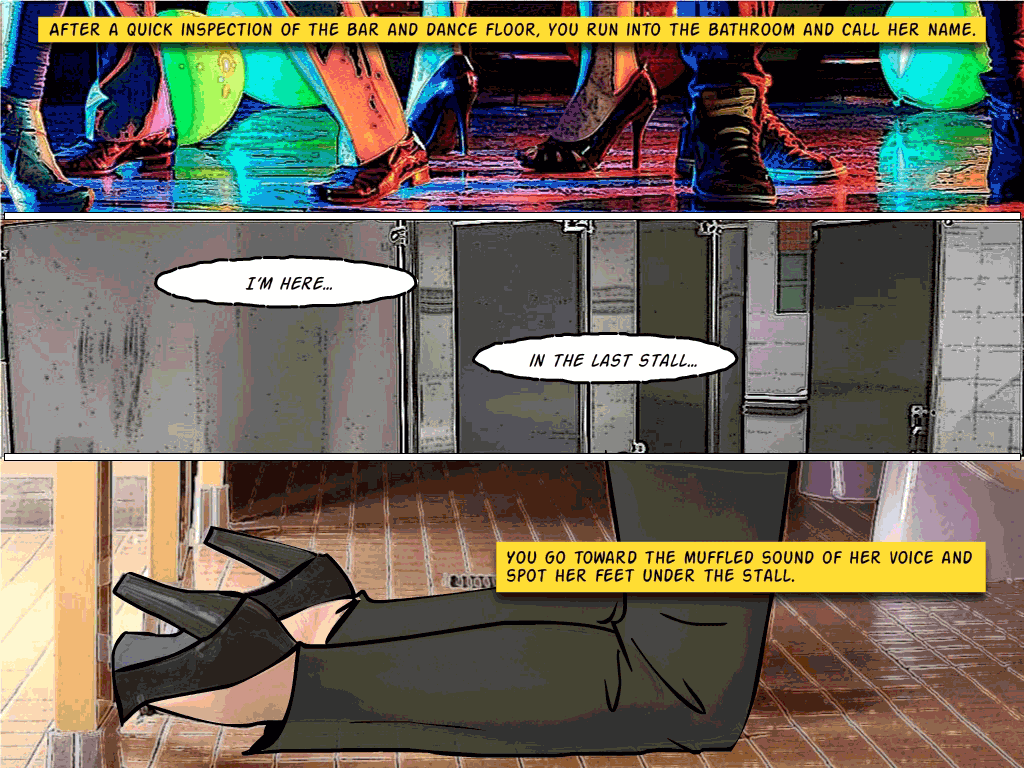 AFTER A QUICK INSPECTION OF THE BAR AND DANCE FLOOR, YOU RUN INTO THE BATHROOM AND CALL HER NAME.
I'M HERE...
IN THE LAST STALL...
YOU GO TOWARD THE MUFFLED SOUND OF HER VOICE AND
SPOT HER FEET UNDER THE STALL.